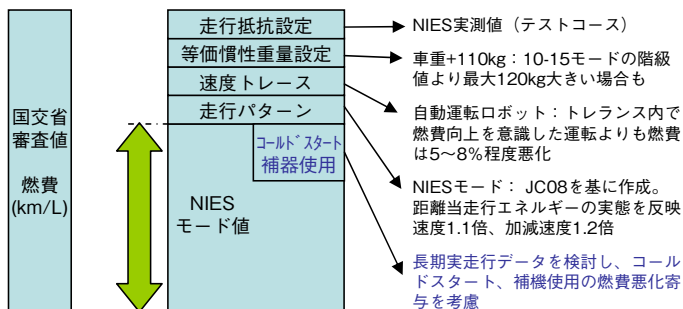 国交省
審査値
燃費
(km/L)
走行抵抗設定
等価慣性重量設定
速度トレース
走行パターン
コールドスタート
補器使用
NIES
モード値
NIES実測値（テストコース）
車重+110kg：10-15モードの階級
値より最大120kg大きい場合も
自動運転ロボット：トレランス内で
燃費向上を意識した運転よりも燃費
は5〜8%程度悪化
NIESモード： JC08を基に作成。
距離当走行エネルギーの実態を反映
速度1.1倍、加減速度1.2倍
長期実走行データを検討し、コール
ドスタート、補機使用の燃費悪化寄
与を考慮